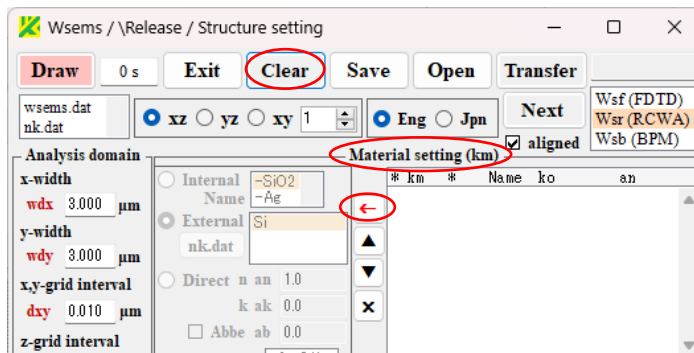 Wsems / \Release / Structure setting
Draw 0 s Exit Clear Save Open Transfer
wsems.dat
nk.dat
xz yz xy 1
Eng Jpn
Next
aligned
Wsf (FDTD)
Wsr (RCWA)
Wsb (BPM)
Analysis domain
x-width
wdx 3.000 μm
y-width
wdy 3.000 μm
x,y-grid interval
dxy 0.010 μm
z-grid interval
Internal Name
-SiO2
-Ag
External
Si
nk.dat
Direct n an 1.0
k ak 0.0
Abbe ab 0.0
Material setting (km)
* km * Name ko an
←
▲
▼
×